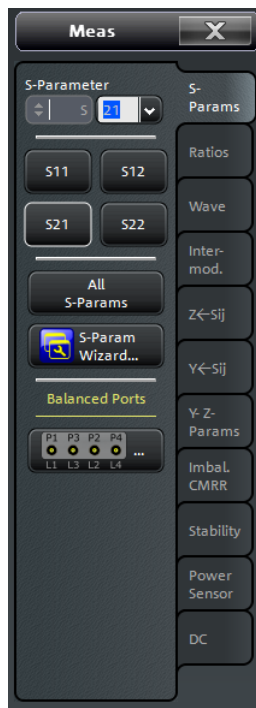 Meas
X
S-Parameter
S 21
S11 S12
S21 S22
All
S-Params
S-Param
Wizard...
Balanced Ports
P1 P3 P2 P4
...
L1 L3 L2 L4
S-
Params
Ratios
Wave
Inter-
mod.
Z←Sij
Y←Sij
Y- Z-
Params
Imbal.
CMRR
Stability
Power
Sensor
DC